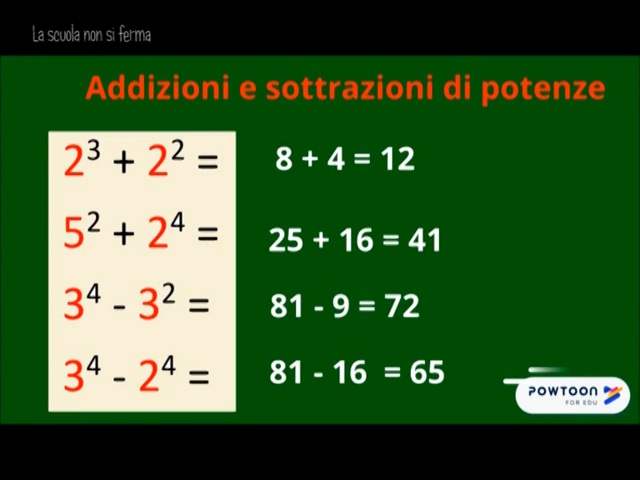 La scuola non si ferma
Addizioni e sottrazioni di potenze
2³ + 2² = 8 + 4 = 12
5² + 2⁴ = 25 + 16 = 41
3⁴ - 3² = 81 - 9 = 72
3⁴ - 2⁴ = 81 - 16 = 65
POWTOON
FOR EDU